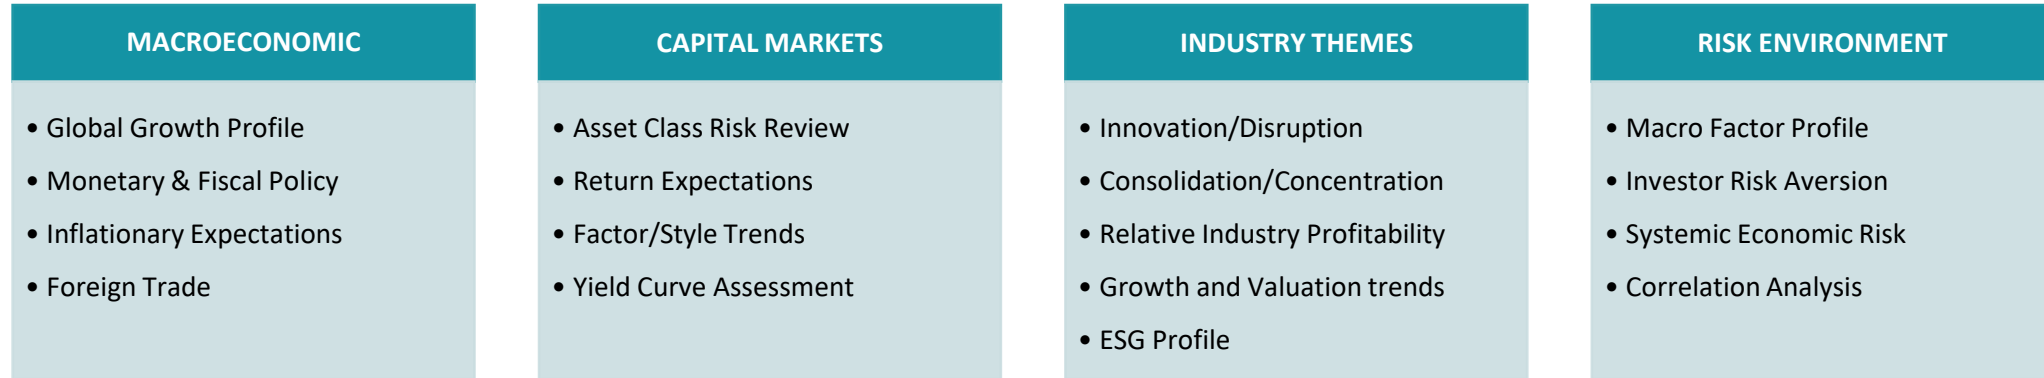 MACROECONOMIC
• Global Growth Profile
• Monetary & Fiscal Policy
• Inflationary Expectations
• Foreign Trade
CAPITAL MARKETS
• Asset Class Risk Review
• Return Expectations
• Factor/Style Trends
• Yield Curve Assessment
INDUSTRY THEMES
• Innovation/Disruption
• Consolidation/Concentration
• Relative Industry Profitability
• Growth and Valuation trends
• ESG Profile
RISK ENVIRONMENT
• Macro Factor Profile
• Investor Risk Aversion
• Systemic Economic Risk
• Correlation Analysis